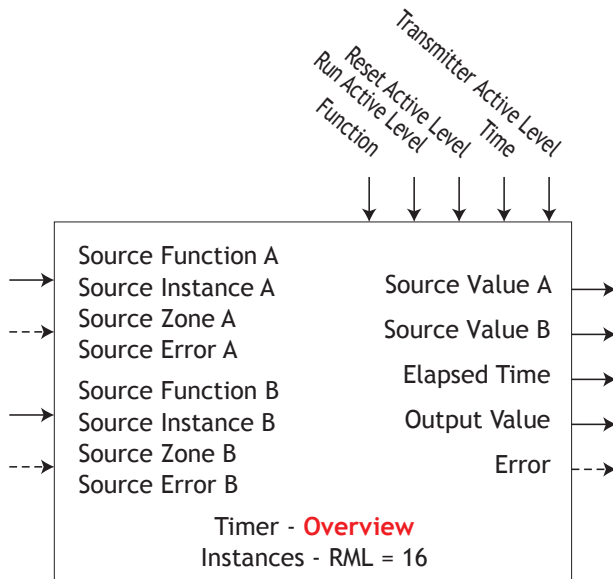 Function
Run Active Level
Reset Active Level
Time
Transmitter Active Level
Source Function A
Source Instance A
Source Zone A
Source Error A
Source Function B
Source Instance B
Source Zone B
Source Error B
Source Value A
Source Value B
Elapsed Time
Output Value
Error
Timer - Overview
Instances - RML = 16